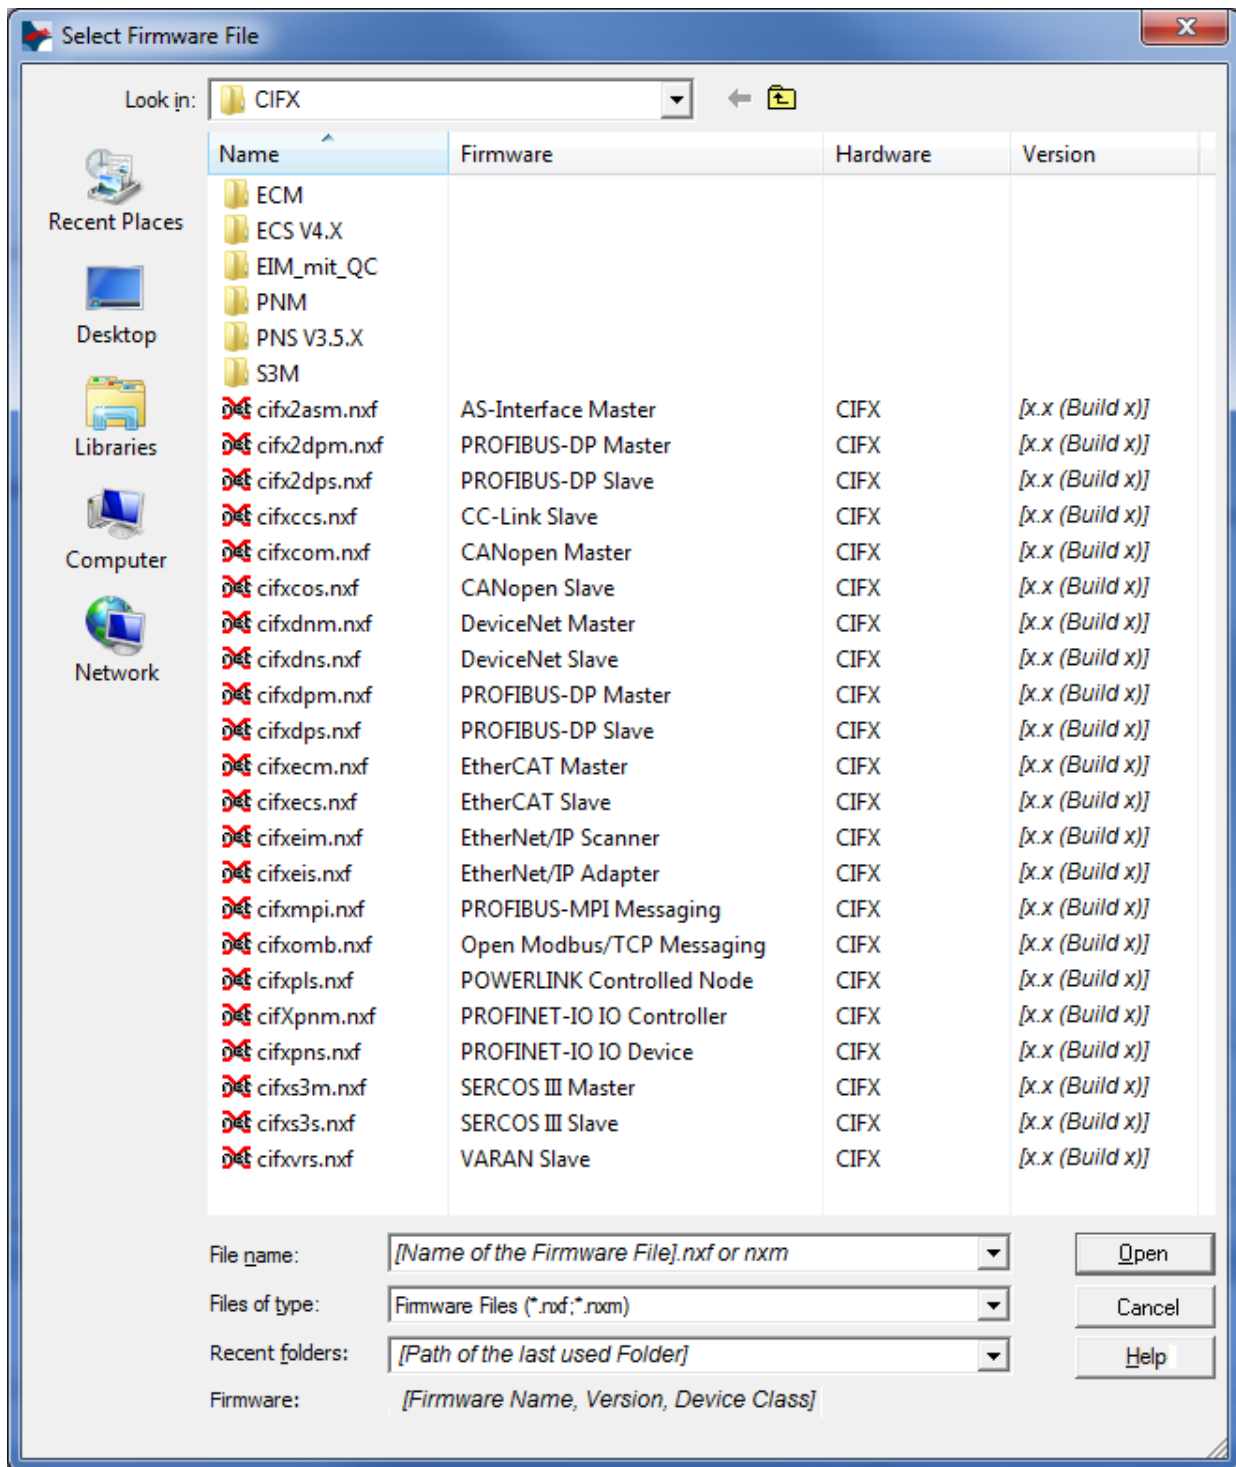 Select Firmware File
Look in: CIFX
Name Firmware Hardware Version
Recent Places
Desktop
Libraries
Computer
Network
ECM
ECS V4.X
EIM_mit_QC
PNM
PNS V3.5.X
S3M
cifx2asm.nxf AS-Interface Master CIFX [x.x (Build x)]
cifx2dpm.nxf PROFIBUS-DP Master CIFX [x.x (Build x)]
cifx2dps.nxf PROFIBUS-DP Slave CIFX [x.x (Build x)]
cifxccs.nxf CC-Link Slave CIFX [x.x (Build x)]
cifxcom.nxf CANopen Master CIFX [x.x (Build x)]
cifxcos.nxf CANopen Slave CIFX [x.x (Build x)]
cifxdnm.nxf DeviceNet Master CIFX [x.x (Build x)]
cifxdns.nxf DeviceNet Slave CIFX [x.x (Build x)]
cifxdpm.nxf PROFIBUS-DP Master CIFX [x.x (Build x)]
cifxdps.nxf PROFIBUS-DP Slave CIFX [x.x (Build x)]
cifxecm.nxf EtherCAT Master CIFX [x.x (Build x)]
cifxecs.nxf EtherCAT Slave CIFX [x.x (Build x)]
cifxeim.nxf EtherNet/IP Scanner CIFX [x.x (Build x)]
cifxeis.nxf EtherNet/IP Adapter CIFX [x.x (Build x)]
cifxmpi.nxf PROFIBUS-MPI Messaging CIFX [x.x (Build x)]
cifxomb.nxf Open Modbus/TCP Messaging CIFX [x.x (Build x)]
cifxpls.nxf POWERLINK Controlled Node CIFX [x.x (Build x)]
cifXpnm.nxf PROFINET-IO IO Controller CIFX [x.x (Build x)]
cifxpns.nxf PROFINET-IO IO Device CIFX [x.x (Build x)]
cifxs3m.nxf SERCOS III Master CIFX [x.x (Build x)]
cifxs3s.nxf SERCOS III Slave CIFX [x.x (Build x)]
cifxvrs.nxf VARAN Slave CIFX [x.x (Build x)]
File name: [Name of the Firmware File].nxf or nxm Open
Files of type: Firmware Files (*.nxf;*.nxm) Cancel
Recent folders: [Path of the last used Folder] Help
Firmware: [Firmware Name, Version, Device Class]